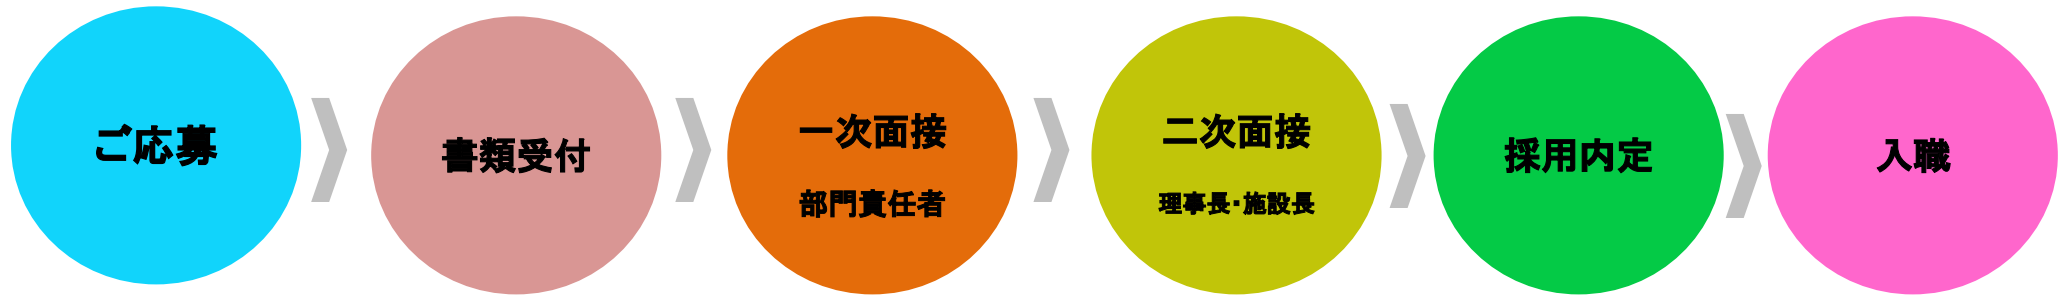 ご応募
書類受付
一次面接
部門責任者
二次面接
理事長・施設長
採用内定
入職